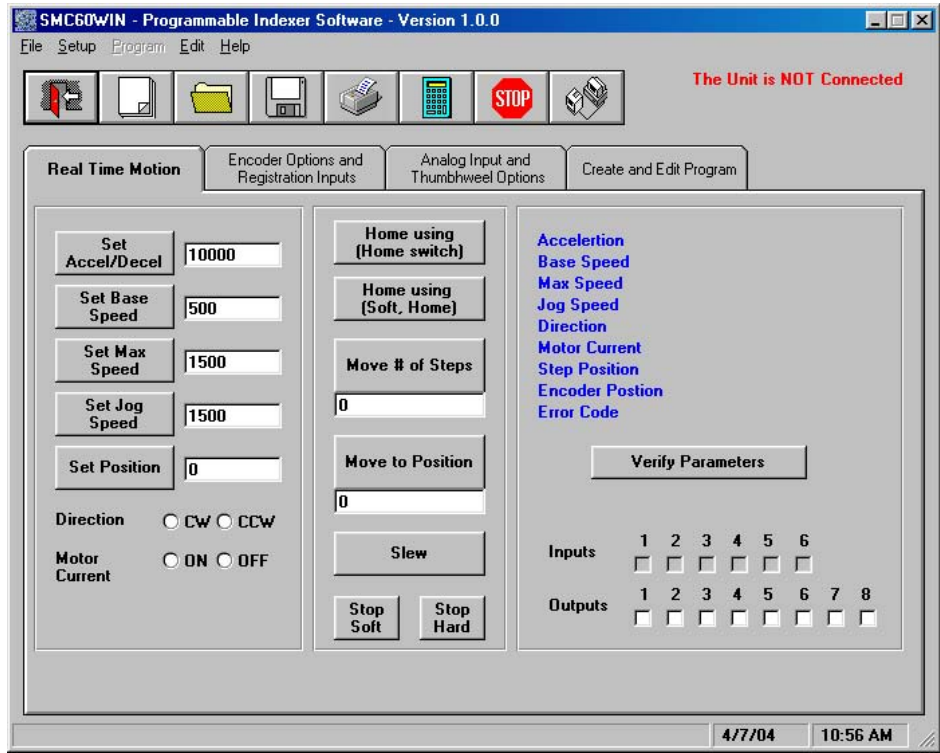 SMC60WIN - Programmable Indexer Software - Version 1.0.0
File Setup Program Edit Help
STOP
The Unit is NOT Connected
Real Time Motion
Encoder Options and
Registration Inputs
Analog Input and
Thumbhweel Options
Create and Edit Program
Set
Accel/Decel
10000
Set Base
Speed
500
Set Max
Speed
1500
Set Jog
Speed
1500
Set Position
0
Direction CW CCW
Motor
Current
ON OFF
Home using
(Home switch)
Home using
(Soft, Home)
Move # of Steps
0
Move to Position
0
Slew
Stop
Soft
Stop
Hard
Accelertion
Base Speed
Max Speed
Jog Speed
Direction
Motor Current
Step Position
Encoder Postion
Error Code
Verify Parameters
1 2 3 4 5 6
Inputs
1 2 3 4 5 6 7 8
Outputs
4/7/04 10:56 AM